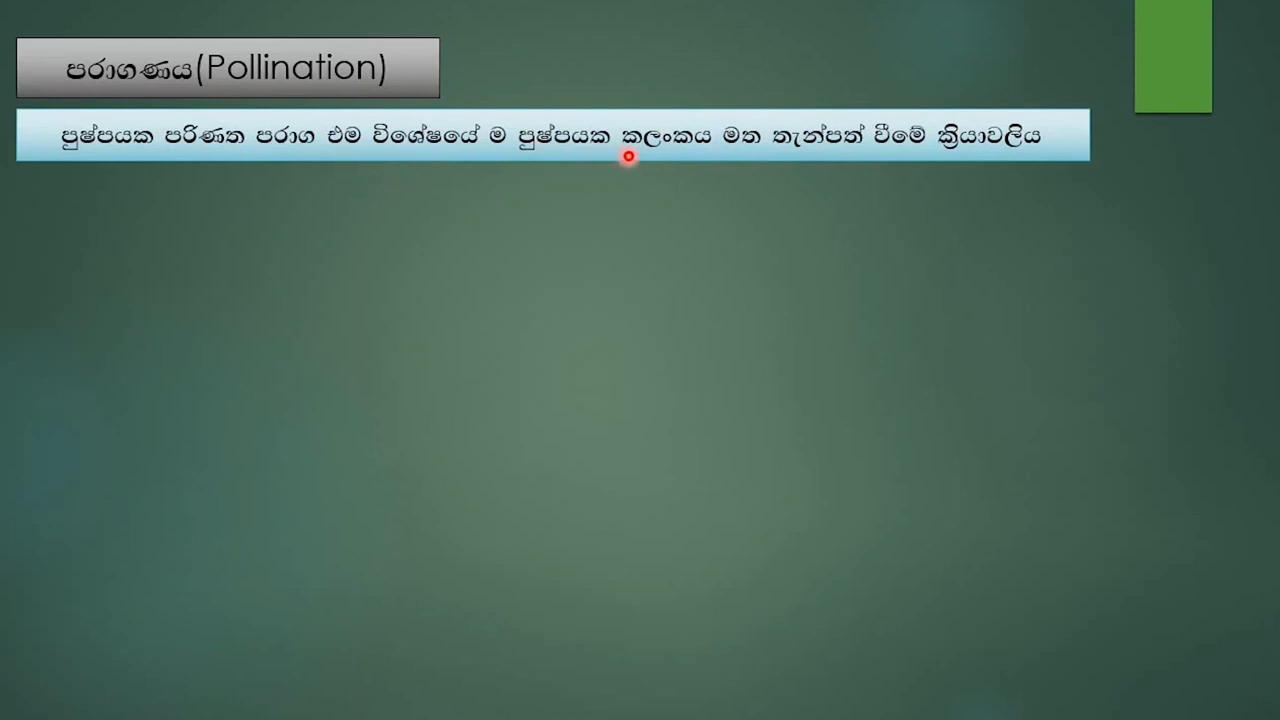 පරාගණය(Pollination)
පුෂ්පයක පරිණත පරාග එම විශේෂයේ ම පුෂ්පයක කලංකය මත තැන්පත් වීමේ ක්‍රියාවලිය